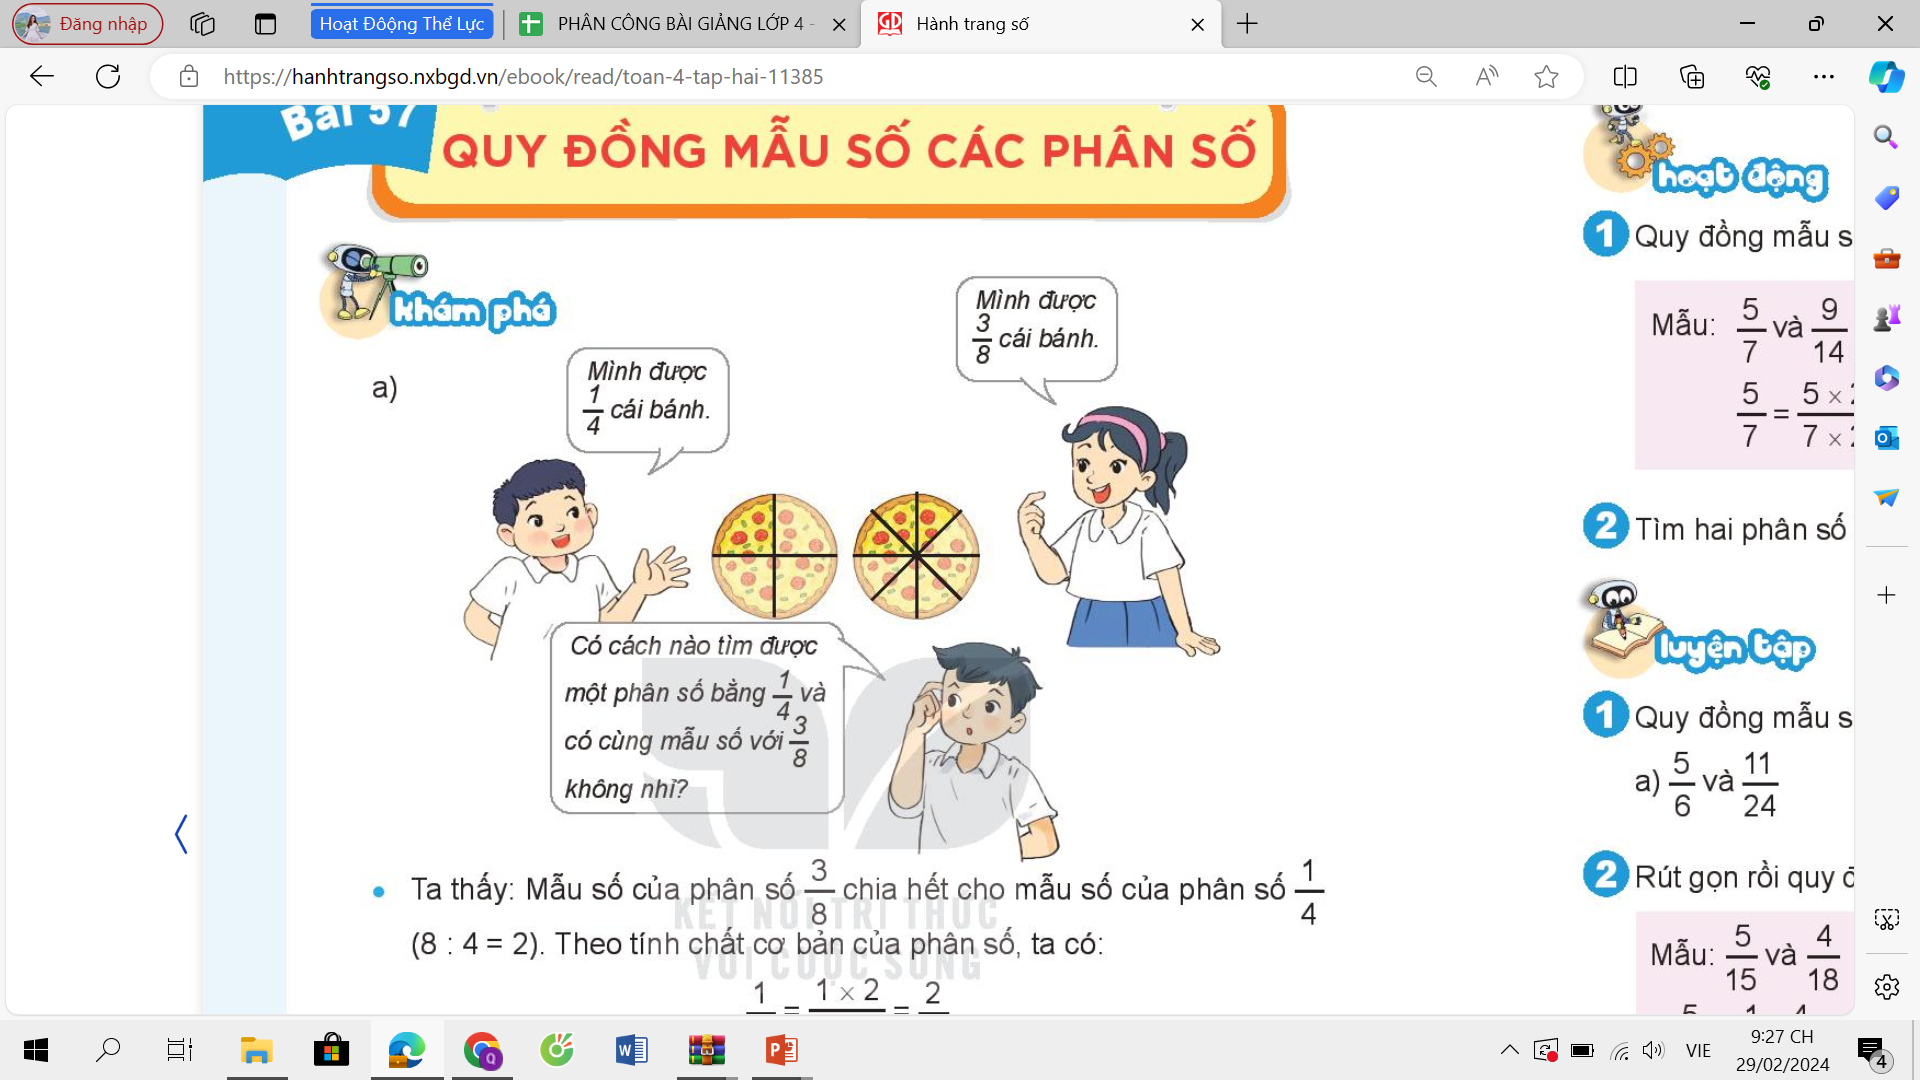 Đăng nhập
Hoạt Đôộng Thể Lực
PHÂN CÔNG BÀI GIẢNG LỚP 4 -
Hành trang số
https://hanhtrangso.nxbgd.vn/ebook/read/toan-4-tap-hai-11385
Bài 57
QUY ĐỒNG MẪU SỐ CÁC PHÂN SỐ
khám phá
a)
Mình được
1/4 cái bánh.
Mình được
3/8 cái bánh.
Có cách nào tìm được
một phân số bằng 1/4 và
có cùng mẫu số với 3/8
không nhỉ?
Ta thấy: Mẫu số của phân số 3/8 chia hết cho mẫu số của phân số 1/4
(8 : 4 = 2). Theo tính chất cơ bản của phân số, ta có:
1 = 1 × 2 = 2
KẾT NỐI TRI THỨC
VỚI CUỘC SỐNG
hoạt động
1 Quy đồng mẫu s
Mẫu: 5/7 và 9/14
5/7 = 5 ×/7 ×
2 Tìm hai phân số
luyện tập
1 Quy đồng mẫu s
a) 5/6 và 11/24
2 Rút gọn rồi quy đ
Mẫu: 5/15 và 4/18
5 1 4
VIE
9:27 CH
29/02/2024
4